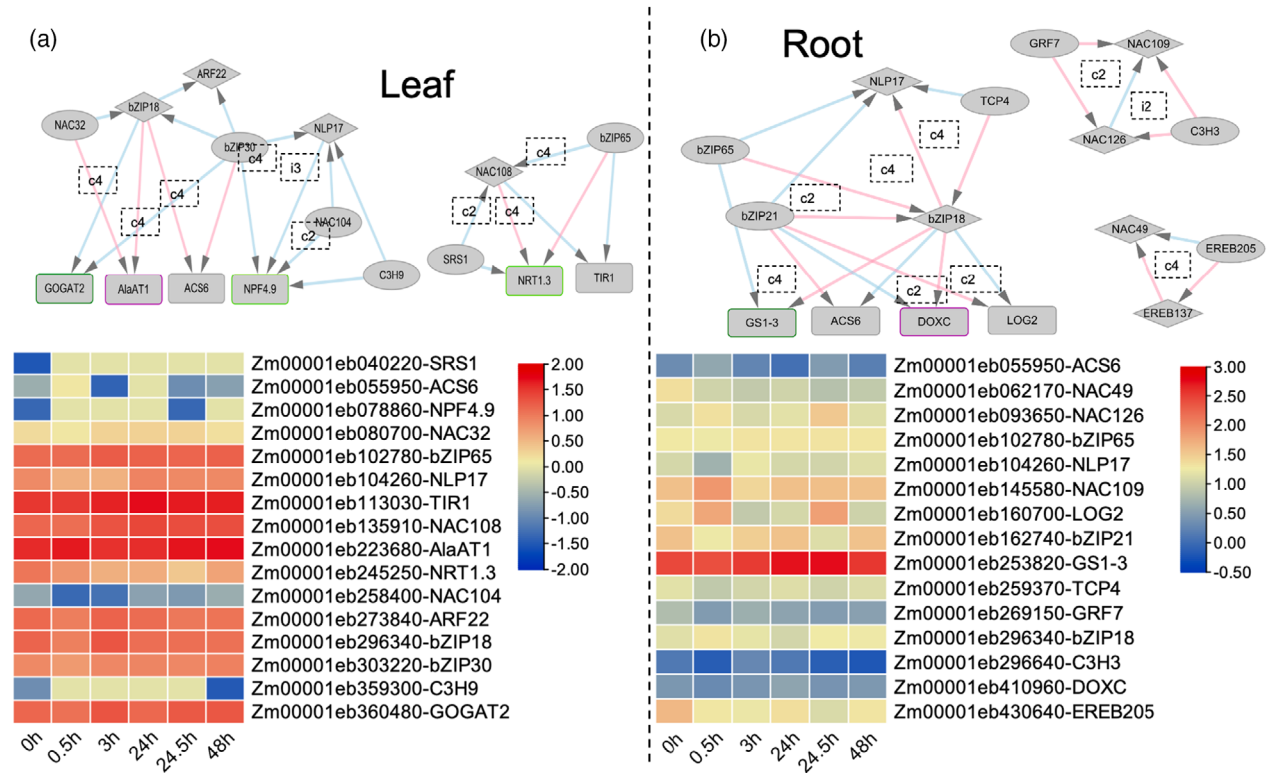 (a)
Leaf
ARF22
bZIP18
NAC32
bZIP30
NLP17
c4
i3
c4
c4
c4
NAC104
c2
C3H9
GOGAT2
AlaAT1
ACS6
NPF4.9
bZIP65
c4
NAC108
c2
c4
SRS1
NRT1.3
TIR1
(b)
Root
NLP17
TCP4
c4
bZIP65
c4
c2
bZIP21
bZIP18
c4
c2
c2
GS1-3
ACS6
DOXC
LOG2
GRF7
NAC109
c2
i2
NAC126
C3H3
NAC49
EREB205
c4
EREB137
Zm00001eb040220-SRS1
Zm00001eb055950-ACS6
Zm00001eb078860-NPF4.9
Zm00001eb080700-NAC32
Zm00001eb102780-bZIP65
Zm00001eb104260-NLP17
Zm00001eb113030-TIR1
Zm00001eb135910-NAC108
Zm00001eb223680-AlaAT1
Zm00001eb245250-NRT1.3
Zm00001eb258400-NAC104
Zm00001eb273840-ARF22
Zm00001eb296340-bZIP18
Zm00001eb303220-bZIP30
Zm00001eb359300-C3H9
Zm00001eb360480-GOGAT2
2.00
1.50
1.00
0.50
0.00
-0.50
-1.00
-1.50
-2.00
0h
0.5h
3h
24h
24.5h
48h
Zm00001eb055950-ACS6
Zm00001eb062170-NAC49
Zm00001eb093650-NAC126
Zm00001eb102780-bZIP65
Zm00001eb104260-NLP17
Zm00001eb145580-NAC109
Zm00001eb160700-LOG2
Zm00001eb162740-bZIP21
Zm00001eb253820-GS1-3
Zm00001eb259370-TCP4
Zm00001eb269150-GRF7
Zm00001eb296340-bZIP18
Zm00001eb296640-C3H3
Zm00001eb410960-DOXC
Zm00001eb430640-EREB205
3.00
2.50
2.00
1.50
1.00
0.50
0.00
-0.50
0h
0.5h
3h
24h
24.5h
48h